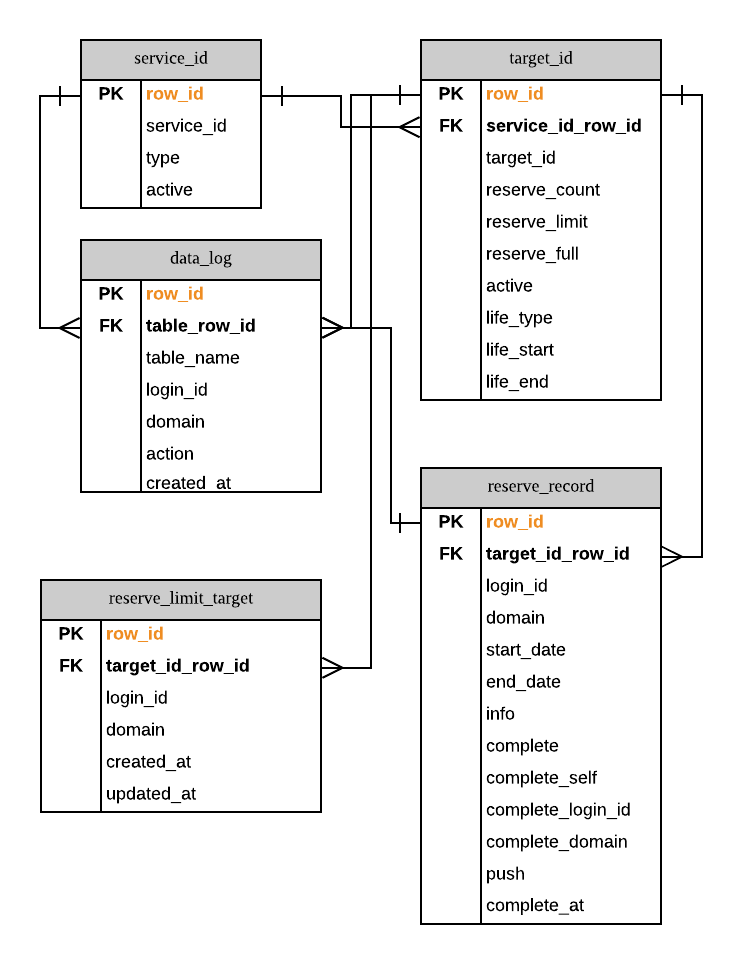 service_id
PK row_id
service_id
type
active
target_id
PK row_id
FK service_id_row_id
target_id
reserve_count
reserve_limit
reserve_full
active
life_type
life_start
life_end
data_log
PK row_id
FK table_row_id
table_name
login_id
domain
action
created_at
reserve_record
PK row_id
FK target_id_row_id
login_id
domain
start_date
end_date
info
complete
complete_self
complete_login_id
complete_domain
push
complete_at
reserve_limit_target
PK row_id
FK target_id_row_id
login_id
domain
created_at
updated_at